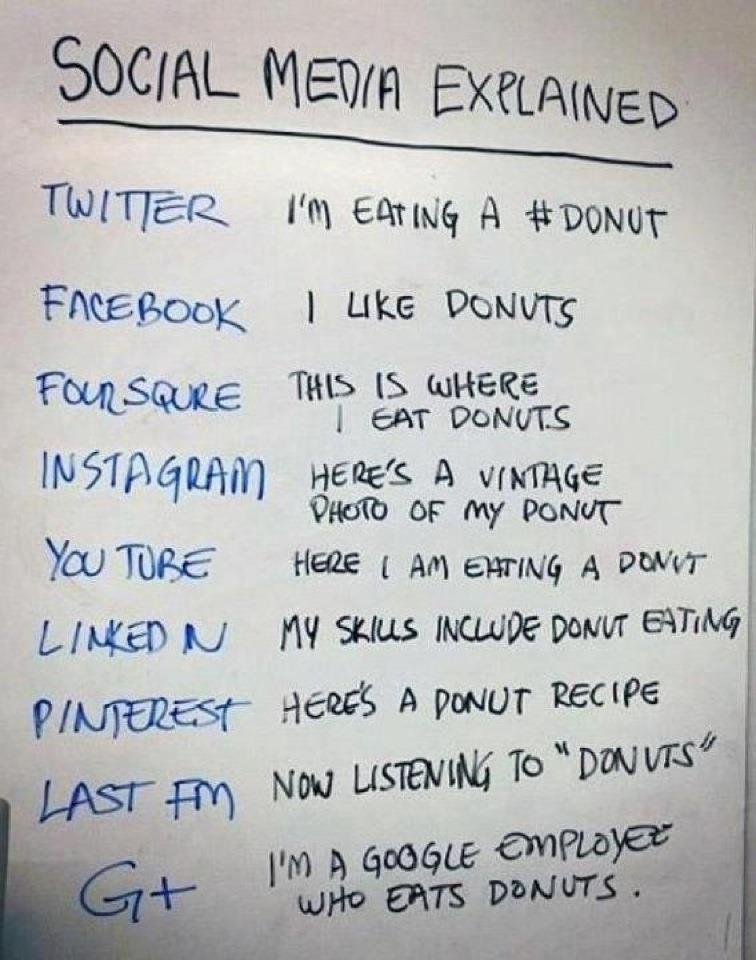 SOCIAL MEDIA EXPLAINED
TWITTER I'M EATING A #DONUT
FACEBOOK I LIKE DONUTS
FOURSQURE THIS IS WHERE
I EAT DONUTS
INSTAGRAM HERE'S A VINTAGE
PHOTO OF MY DONUT
YOU TUBE HERE I AM EATING A DONUT
LINKED IN MY SKILLS INCLUDE DONUT EATING
PINTEREST HERE'S A DONUT RECIPE
LAST FM NOW LISTENING TO "DONUTS"
G+ I'M A GOOGLE EMPLOYEE
WHO EATS DONUTS.